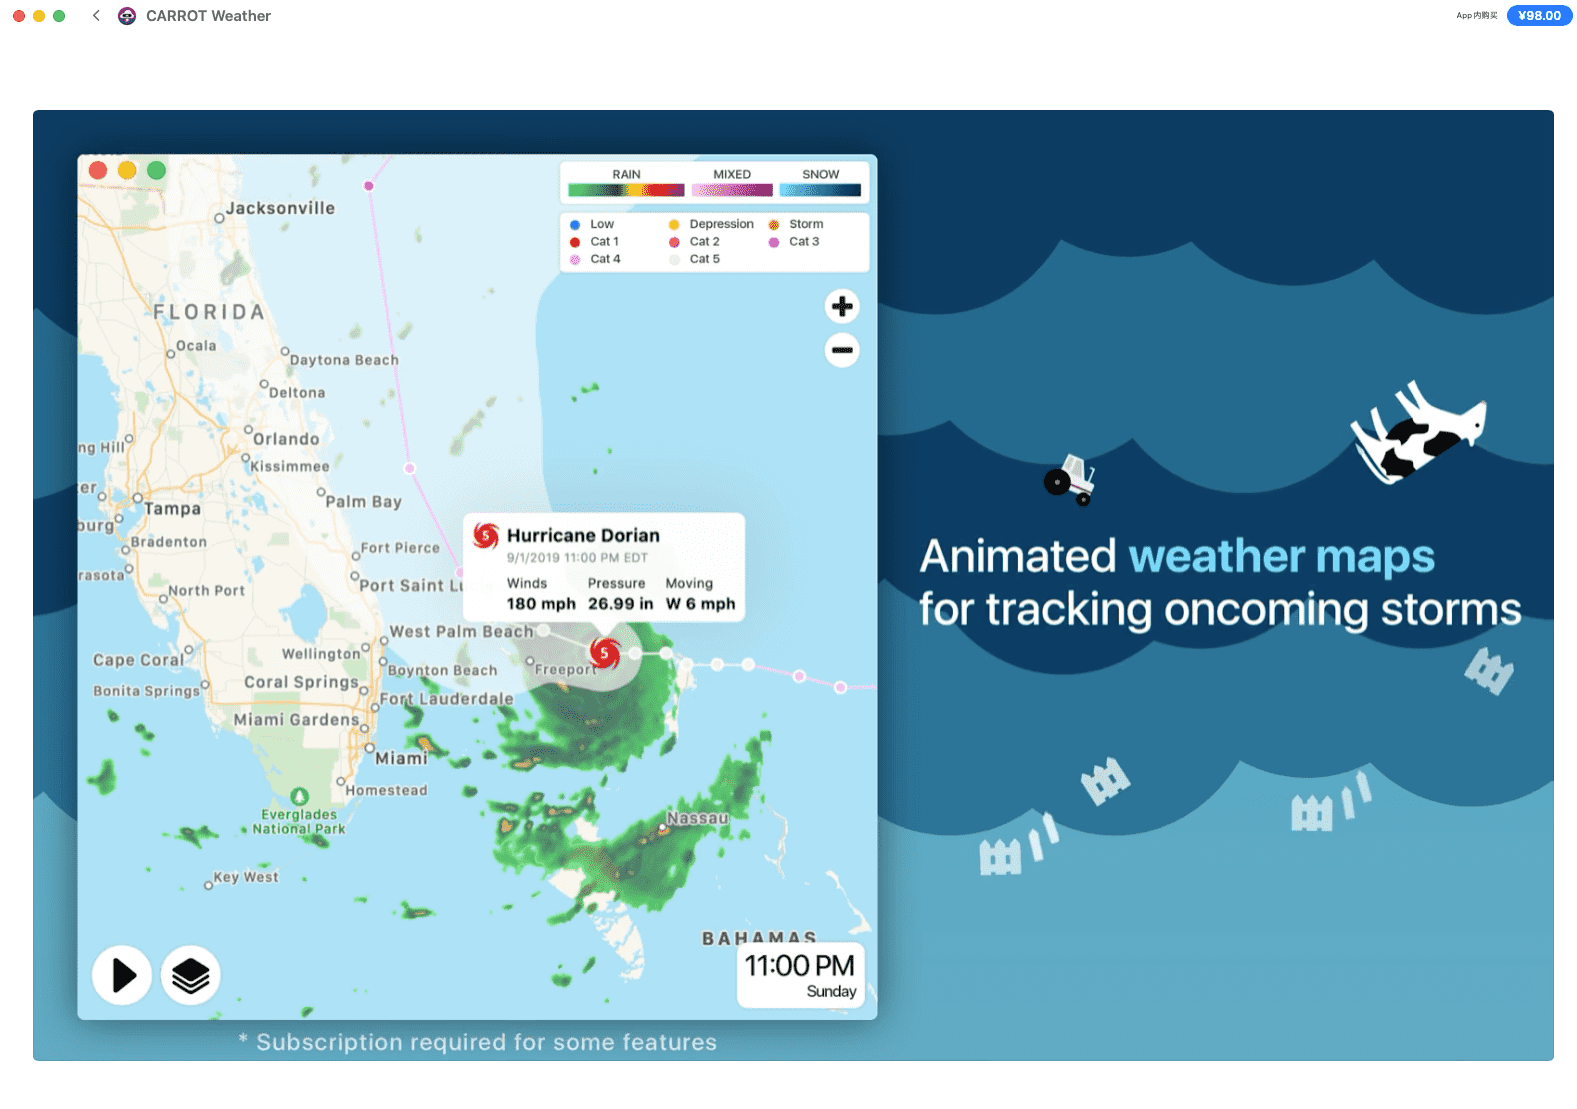 CARROT Weather
App 内购买
¥98.00
RAIN MIXED SNOW
Low Depression Storm
Cat 1 Cat 2 Cat 3
Cat 4 Cat 5
Jacksonville
FLORIDA
Ocala
Daytona Beach
Deltona
Orlando
ng Hill
Kissimmee
er
Palm Bay
Tampa
burg
Bradenton
Fort Pierce
rasota
Port Saint Lu
North Port
Hurricane Dorian
9/1/2019 11:00 PM EDT
Winds Pressure Moving
180 mph 26.99 in W 6 mph
5
5
West Palm Beach
Wellington
Cape Coral
Boynton Beach
Freeport
Coral Springs
Bonita Springs
Fort Lauderdale
Miami Gardens
Miami
Homestead
Everglades
National Park
Nassau
Key West
BAHAMAS
11:00 PM
Sunday
* Subscription required for some features
Animated weather maps
for tracking oncoming storms